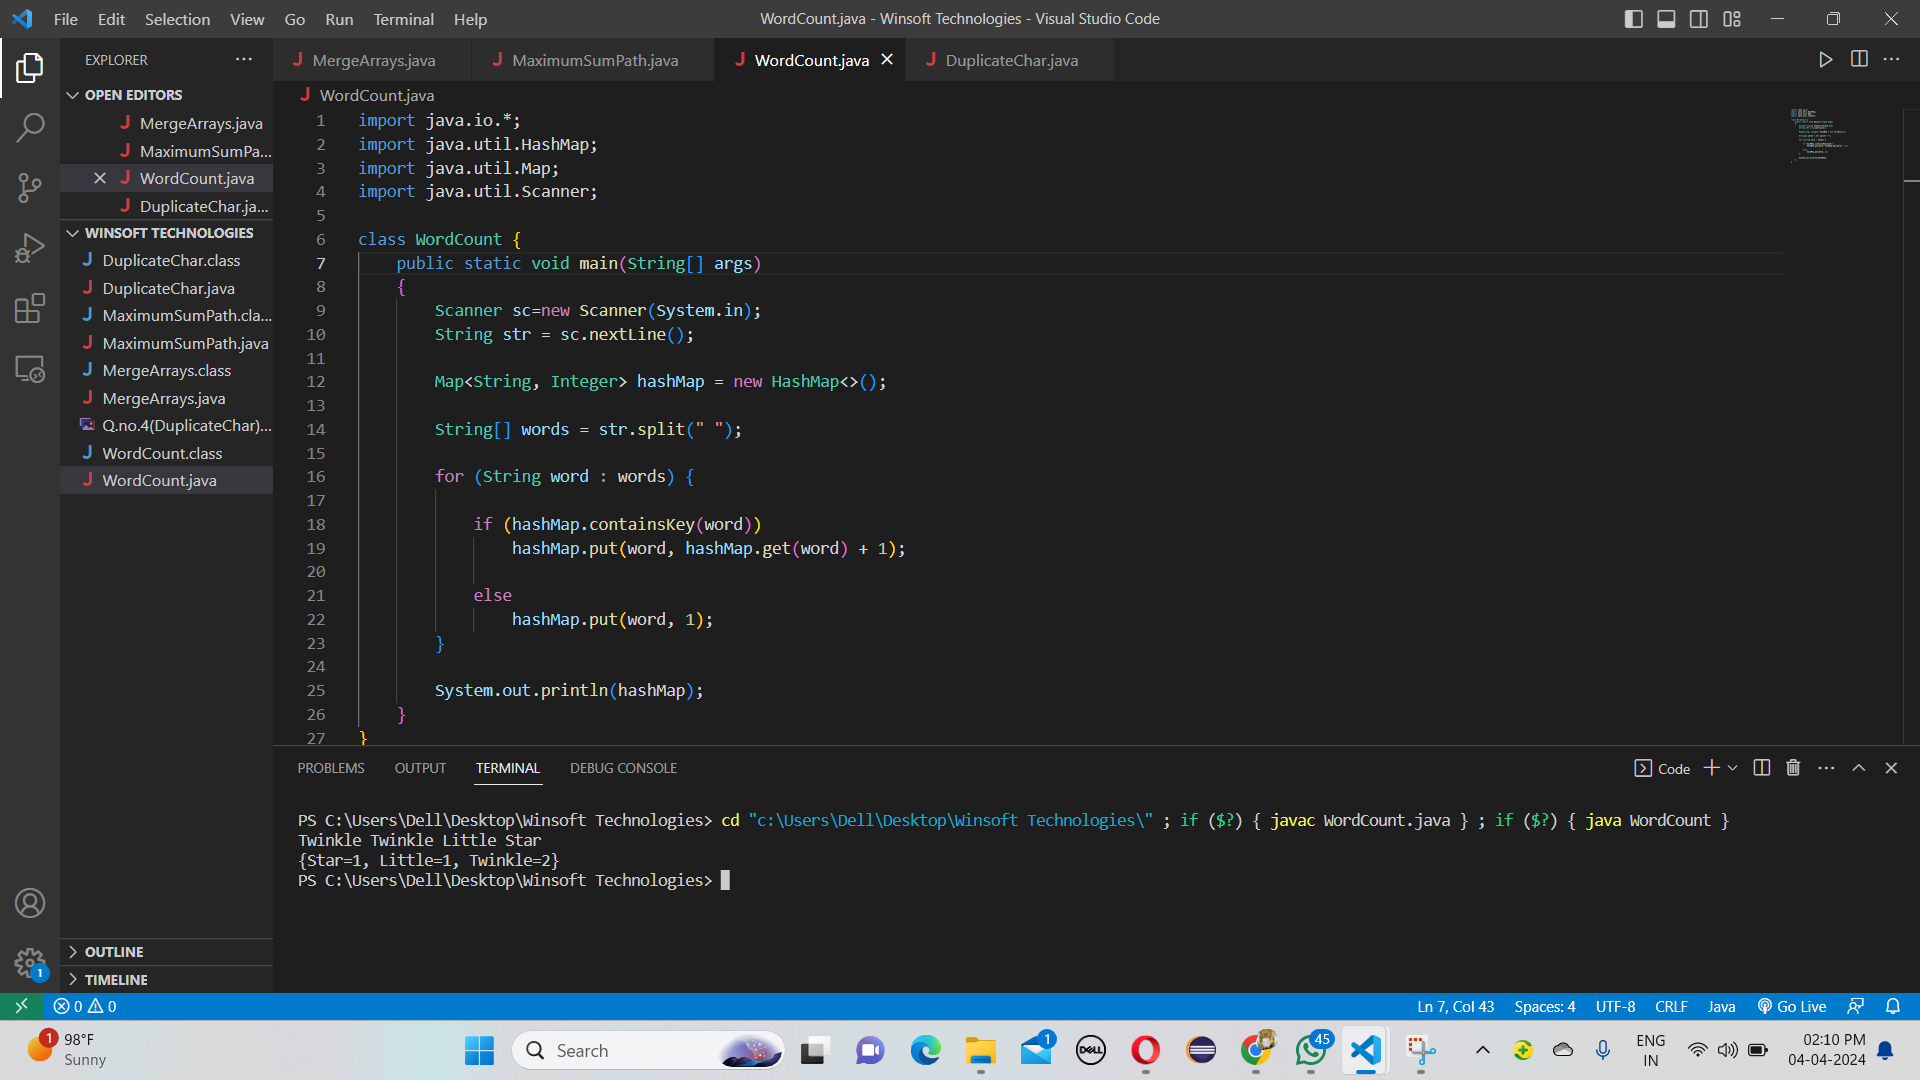 File Edit Selection View Go Run Terminal Help
WordCount.java - Winsoft Technologies - Visual Studio Code
EXPLORER
OPEN EDITORS
MergeArrays.java
MaximumSumPa...
WordCount.java
DuplicateChar.ja...
WINSOFT TECHNOLOGIES
DuplicateChar.class
DuplicateChar.java
MaximumSumPath.cla...
MaximumSumPath.java
MergeArrays.class
MergeArrays.java
Q.no.4(DuplicateChar)...
WordCount.class
WordCount.java
OUTLINE
TIMELINE
MergeArrays.java MaximumSumPath.java WordCount.java DuplicateChar.java
WordCount.java
1 import java.io.*;
2 import java.util.HashMap;
3 import java.util.Map;
4 import java.util.Scanner;
5
6 class WordCount {
7 public static void main(String[] args)
8 {
9 Scanner sc=new Scanner(System.in);
10 String str = sc.nextLine();
11
12 Map<String, Integer> hashMap = new HashMap<>();
13
14 String[] words = str.split(" ");
15
16 for (String word : words) {
17
18 if (hashMap.containsKey(word))
19 hashMap.put(word, hashMap.get(word) + 1);
20
21 else
22 hashMap.put(word, 1);
23 }
24
25 System.out.println(hashMap);
26 }
27 }
PROBLEMS OUTPUT TERMINAL DEBUG CONSOLE
Code
PS C:\Users\Dell\Desktop\Winsoft Technologies> cd "c:\Users\Dell\Desktop\Winsoft Technologies\" ; if ($?) { javac WordCount.java } ; if ($?) { java WordCount }
Twinkle Twinkle Little Star
{Star=1, Little=1, Twinkle=2}
PS C:\Users\Dell\Desktop\Winsoft Technologies>
1
0 0
Ln 7, Col 43 Spaces: 4 UTF-8 CRLF Java Go Live
1
98°F
Sunny
Search
DELL
1
45
ENG
IN
02:10 PM
04-04-2024